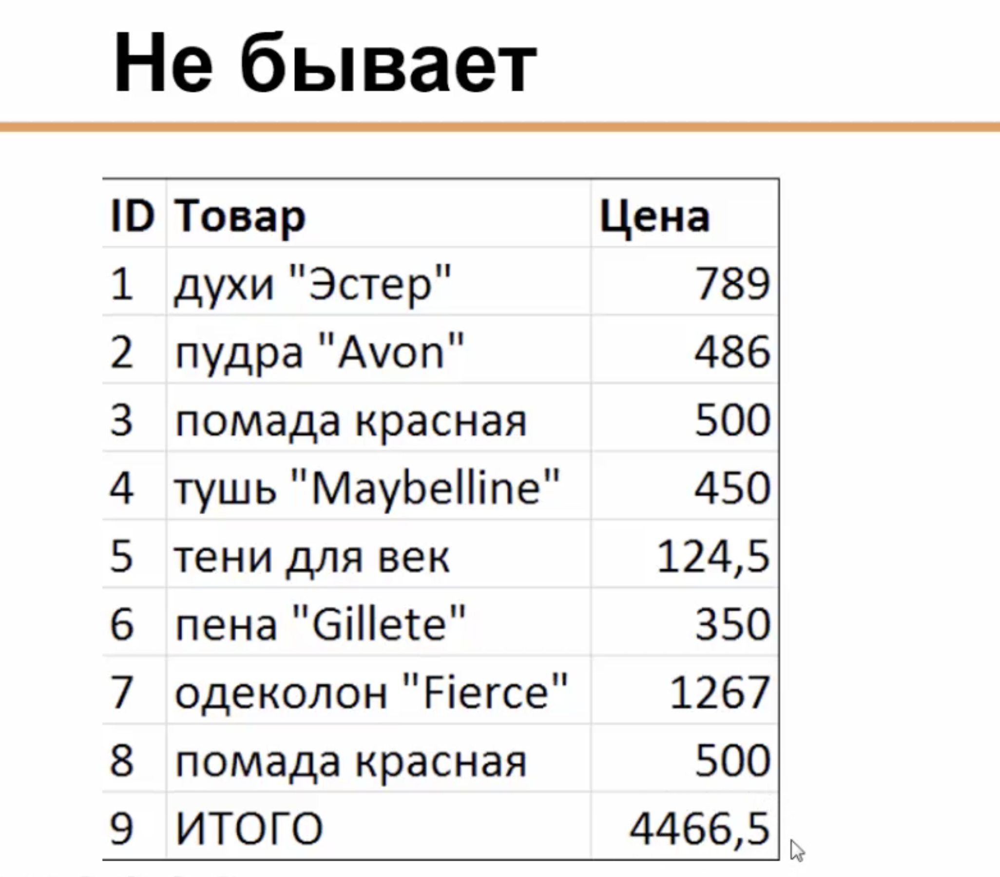 Не бывает
ID Товар Цена
1 духи "Эстер" 789
2 пудра "Avon" 486
3 помада красная 500
4 тушь "Maybelline" 450
5 тени для век 124,5
6 пена "Gillete" 350
7 одеколон "Fierce" 1267
8 помада красная 500
9 ИТОГО 4466,5